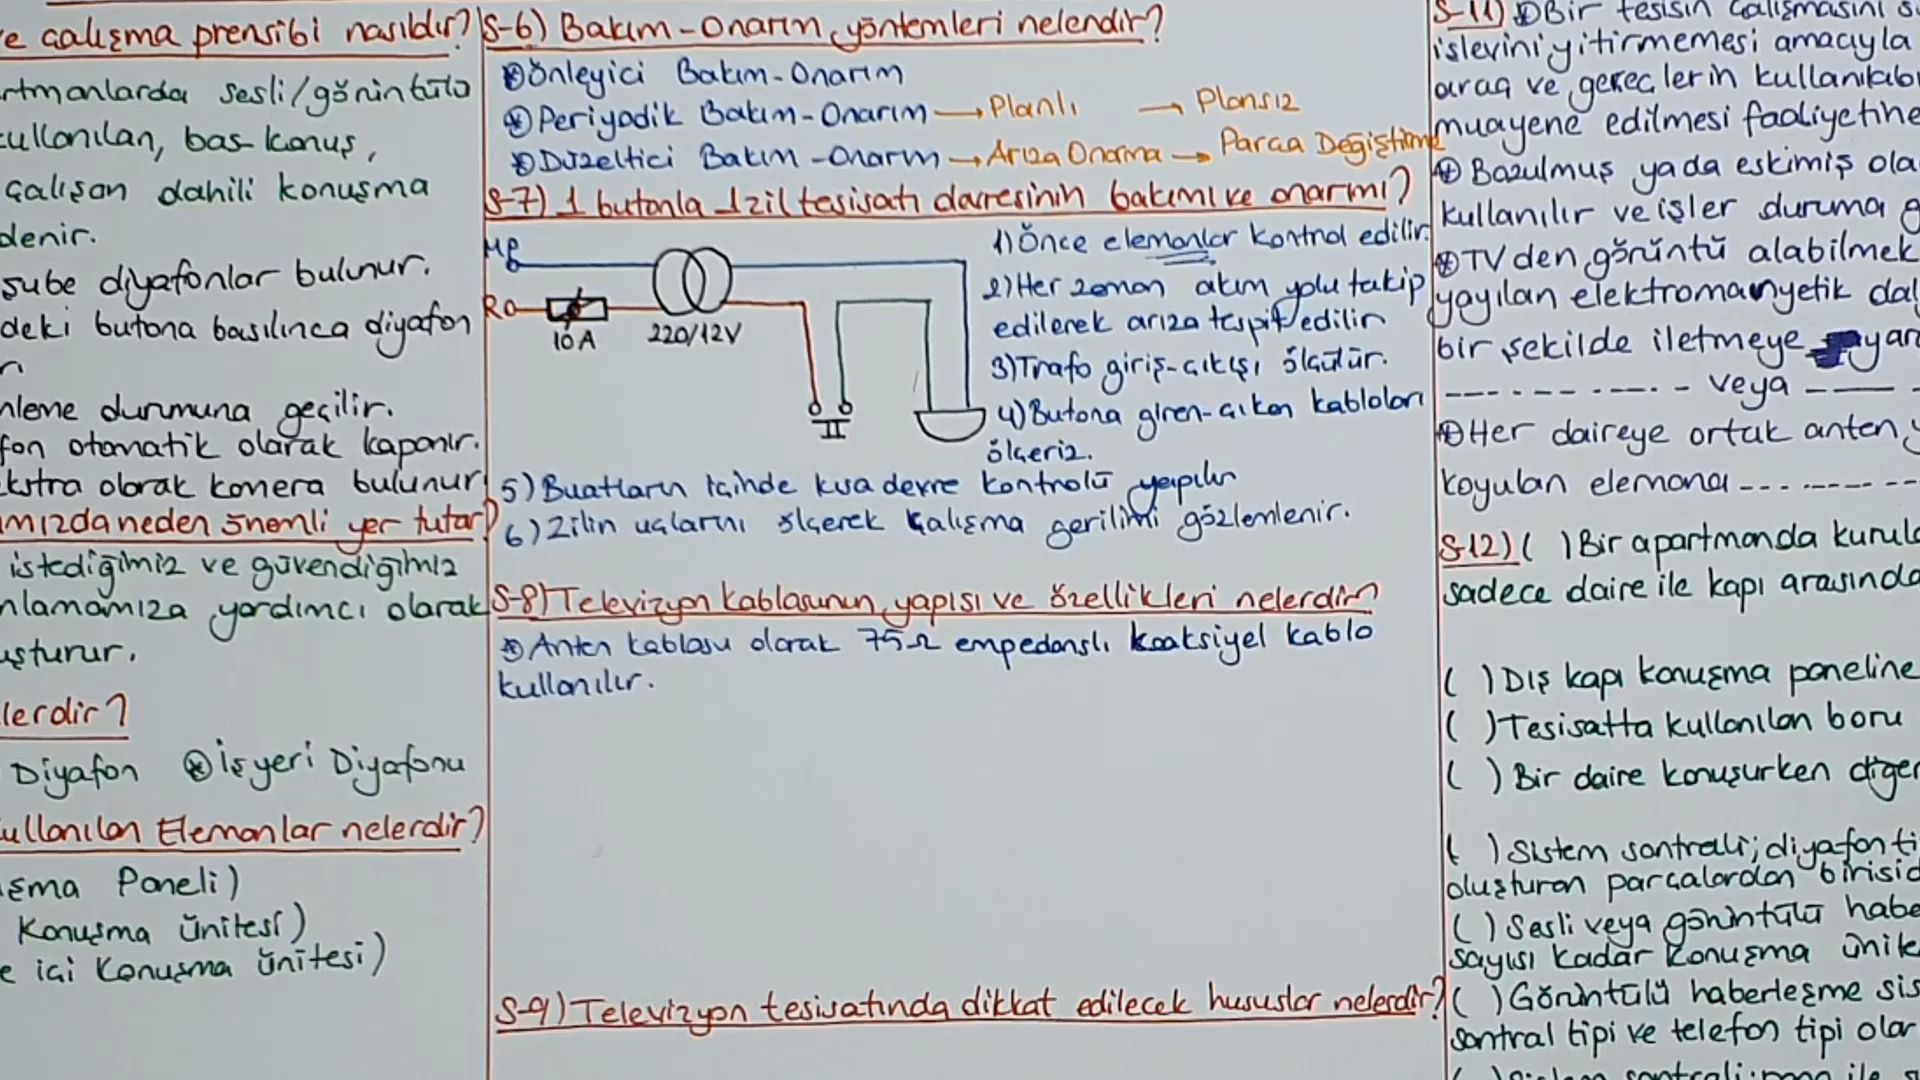 e çalışma prensibi nasıldır?
rtmanlarda sesli/görüntülü
kullanılan, bas-konuş,
çalışan dahili konuşma
denir.
şube diyafonlar bulunur.
deki butona basılınca diyafon
nleme durumuna geçilir.
fon otomatik olarak kapanır.
kstra olarak kamera bulunur
ımızda neden önemli yer tutar?
istediğimiz ve güvendiğimiz
nlamamıza yardımcı olarak
uşturur.
lerdir?
Diyafon ⊛ İşyeri Diyafonu
kullanılan Elemanlar nelerdir?
uşma Paneli)
Konuşma Ünitesi)
e içi Konuşma Ünitesi)
S-6) Bakım-Onarım yöntemleri nelerdir?
⊛ Önleyici Bakım-Onarım
⊛ Periyodik Bakım-Onarım → Planlı → Plansız
⊛ Düzeltici Bakım-Onarım → Arıza Onarma → Parça Değiştirme
S-7) 1 butonla 1 zil tesisatı devresinin bakımı ve onarımı?
Mp
R
10A
220/12V
1) Önce elemanlar kontrol edilir.
2) Her zaman akım yolu takip
edilerek arıza tespit edilir
3) Trafo giriş-çıkışı ölçülür.
4) Butona giren-çıkan kabloları
ölçeriz.
5) Buatların içinde kısa devre kontrolü yapılır
6) Zilin uçlarını ölçerek çalışma gerilimi gözlemlenir.
S-8) Televizyon kablosunun yapısı ve özellikleri nelerdir
⊛ Anten kablosu olarak 75Ω empedanslı koaksiyel kablo
kullanılır.
S-9) Televizyon tesisatında dikkat edilecek hususlar nelerdir?
S-11) ⊛ Bir tesisin çalışmasını s
işlevini yitirmemesi amacıyla
araç ve gereçlerin kullanılab
muayene edilmesi faaliyetine
⊛ Bozulmuş yada eskimiş ola
kullanılır ve işler duruma g
⊛ TV den görüntü alabilmek
yayılan elektromanyetik dal
bir şekilde iletmeye yar
veya
⊛ Her daireye ortak anten y
koyulan elemana
S-12) ( ) Bir apartmanda kurula
sadece daire ile kapı arasında
( ) Dış kapı konuşma paneline
( ) Tesisatta kullanılan boru
( ) Bir daire konuşurken diğer
( ) Sistem santrali; diyafon ti
oluşturan parçalardan birisid
( ) Sesli veya görüntülü habe
sayısı kadar konuşma ünite
( ) Görüntülü haberleşme sis
santral tipi ve telefon tipi olar